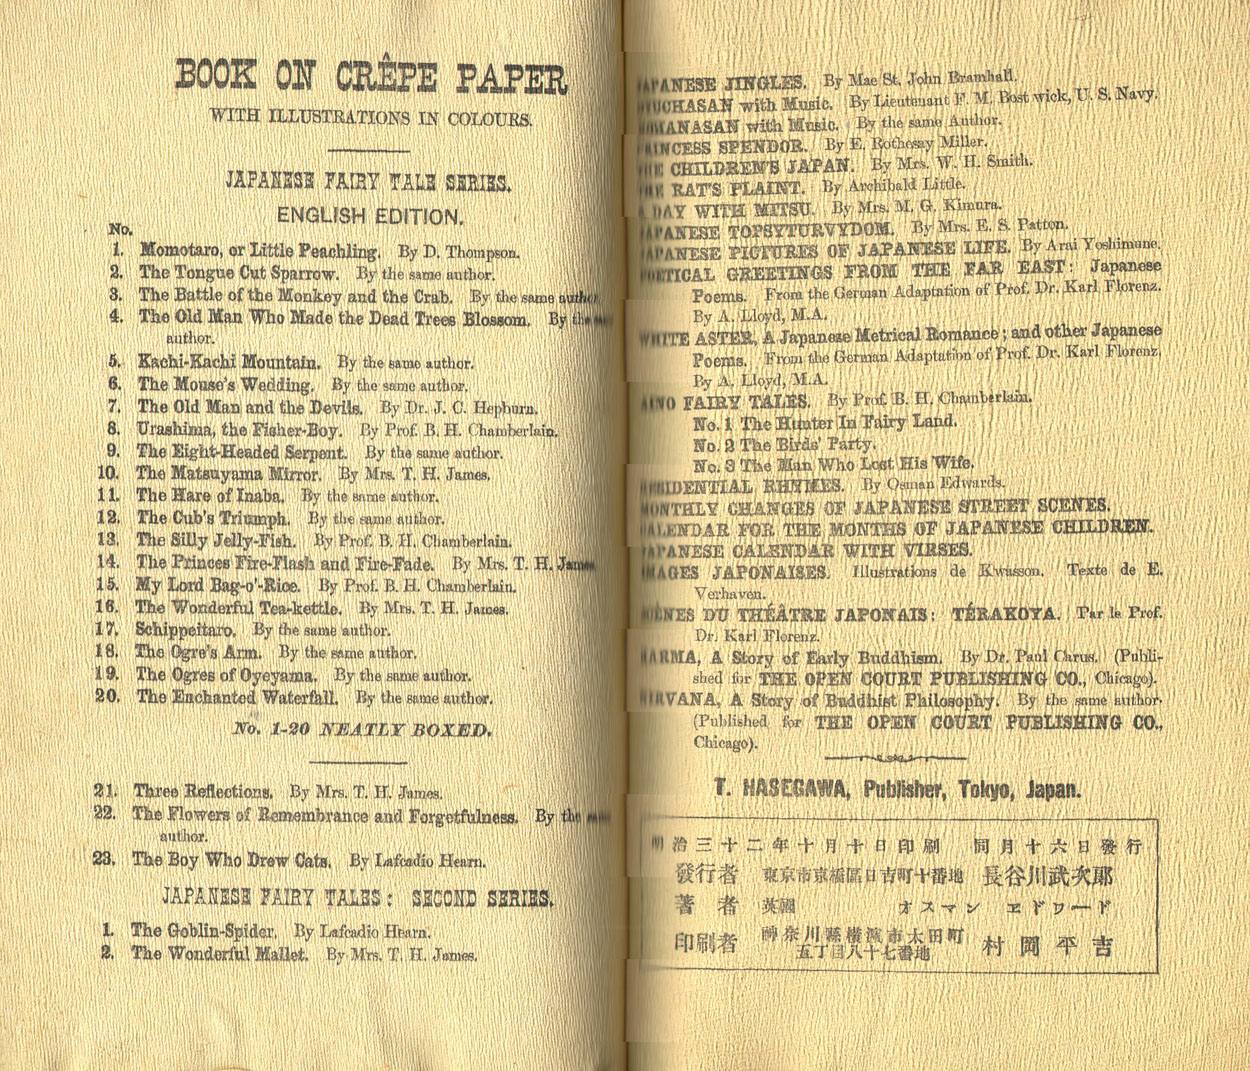 BOOK ON CRÊPE PAPER
WITH ILLUSTRATIONS IN COLOURS.
JAPANESE FAIRY TALE SERIES.
ENGLISH EDITION.
No.
1. Momotaro, or Little Peachling. By D. Thompson.
2. The Tongue Cut Sparrow. By the same author.
3. The Battle of the Monkey and the Crab. By the same author.
4. The Old Man Who Made the Dead Trees Blossom. By the
author.
5. Kachi-Kachi Mountain. By the same author.
6. The Mouse's Wedding. By the same author.
7. The Old Man and the Devils. By Dr. J. C. Hepburn.
8. Urashima, the Fisher-Boy. By Prof. B. H. Chamberlain.
9. The Eight-Headed Serpent. By the same author.
10. The Matsuyama Mirror. By Mrs. T. H. James.
11. The Hare of Inaba. By the same author.
12. The Cub's Triumph. By the same author.
13. The Silly Jelly-Fish. By Prof. B. H. Chamberlain.
14. The Princes Fire-Flash and Fire-Fade. By Mrs. T. H. James
15. My Lord Bag-o'-Rice. By Prof. B. H. Chamberlain.
16. The Wonderful Tea-kettle. By Mrs. T. H. James.
17. Schippeitaro. By the same author.
18. The Ogre's Arm. By the same author.
19. The Ogres of Oyeyama. By the same author.
20. The Enchanted Waterfall. By the same author.
No. 1-20 NEATLY BOXED.
21. Three Reflections. By Mrs. T. H. James.
22. The Flowers of Remembrance and Forgetfulness. By the
author.
23. The Boy Who Drew Cats. By Lafcadio Hearn.
JAPANESE FAIRY TALES: SECOND SERIES.
1. The Goblin-Spider. By Lafcadio Hearn.
2. The Wonderful Mallet. By Mrs. T. H. James.
JAPANESE JINGLES. By Mae St. John Bramhall.
with Music. By Lieutenant F. M. Bostwick, U. S. Navy.
with Music. By the same Author.
PRINCESS SPENDOR. By E. Rothesay Miller.
THE CHILDREN'S JAPAN. By Mrs. W. H. Smith.
THE RAT'S PLAINT. By Archibald Little.
A DAY WITH MITSU. By Mrs. M. G. Kimura.
JAPANESE TOPSYTURVYDOM. By Mrs. E. S. Patton.
JAPANESE PICTURES OF JAPANESE LIFE. By Arai Yoshimune.
POETICAL GREETINGS FROM THE FAR EAST: Japanese
Poems. From the German Adaptation of Prof. Dr. Karl Florenz.
By A. Lloyd, M.A.
WHITE ASTER, A Japanese Metrical Romance; and other Japanese
Poems. From the German Adaptation of Prof. Dr. Karl Florenz,
By A. Lloyd, M.A.
AINO FAIRY TALES. By Prof. B. H. Chamberlain.
No. 1 The Hunter In Fairy Land.
No. 2 The Birds' Party.
No. 3 The Man Who Lost His Wife.
RESIDENTIAL RHYMES. By Osman Edwards.
MONTHLY CHANGES OF JAPANESE STREET SCENES.
CALENDAR FOR THE MONTHS OF JAPANESE CHILDREN.
JAPANESE CALENDAR WITH VIRSES.
IMAGES JAPONAISES. Illustrations de Kwasson. Texte de E.
Verhaven.
SCÈNES DU THÉÂTRE JAPONAIS: TÉRAKOYA. Par le Prof.
Dr. Karl Florenz.
KARMA, A Story of Early Buddhism. By Dr. Paul Carus. (Publi-
shed for THE OPEN COURT PUBLISHING CO., Chicago).
NIRVANA, A Story of Buddhist Philosophy. By the same author.
(Published for THE OPEN COURT PUBLISHING CO.,
Chicago).
T. HASEGAWA, Publisher, Tokyo, Japan.
明治三十二年十月十日印刷 同月十六日發行
發行者 東京市京橋區日吉町十番地 長谷川武次郎
著者 英國 オスマン ヱドワード
印刷者 神奈川縣横濱市太田町 村岡平吉
五丁目八十七番地